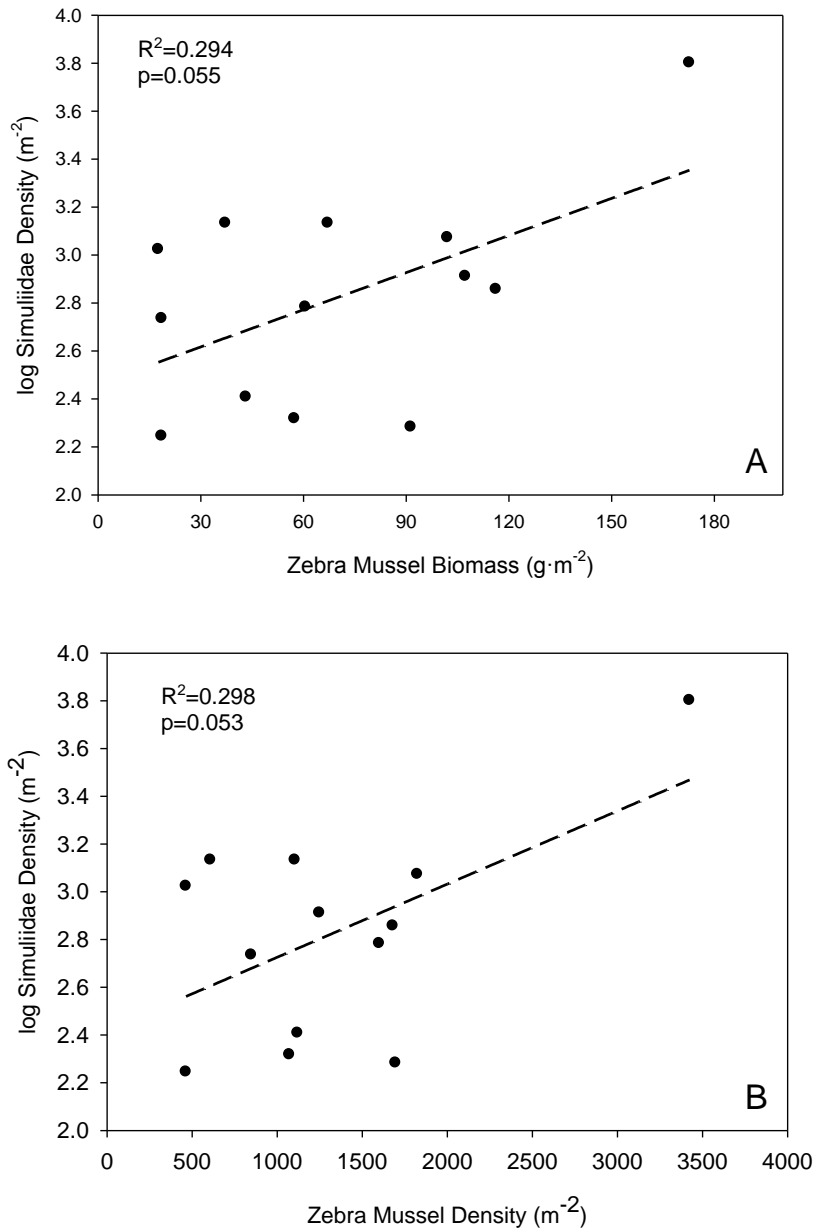 R²=0.294
p=0.055
4.0
3.8
3.6
3.4
3.2
3.0
2.8
2.6
2.4
2.2
2.0
log Simuliidae Density (m⁻²)
A
0 30 60 90 120 150 180
Zebra Mussel Biomass (g·m⁻²)
R²=0.298
p=0.053
4.0
3.8
3.6
3.4
3.2
3.0
2.8
2.6
2.4
2.2
2.0
log Simuliidae Density (m⁻²)
B
0 500 1000 1500 2000 2500 3000 3500 4000
Zebra Mussel Density (m⁻²)